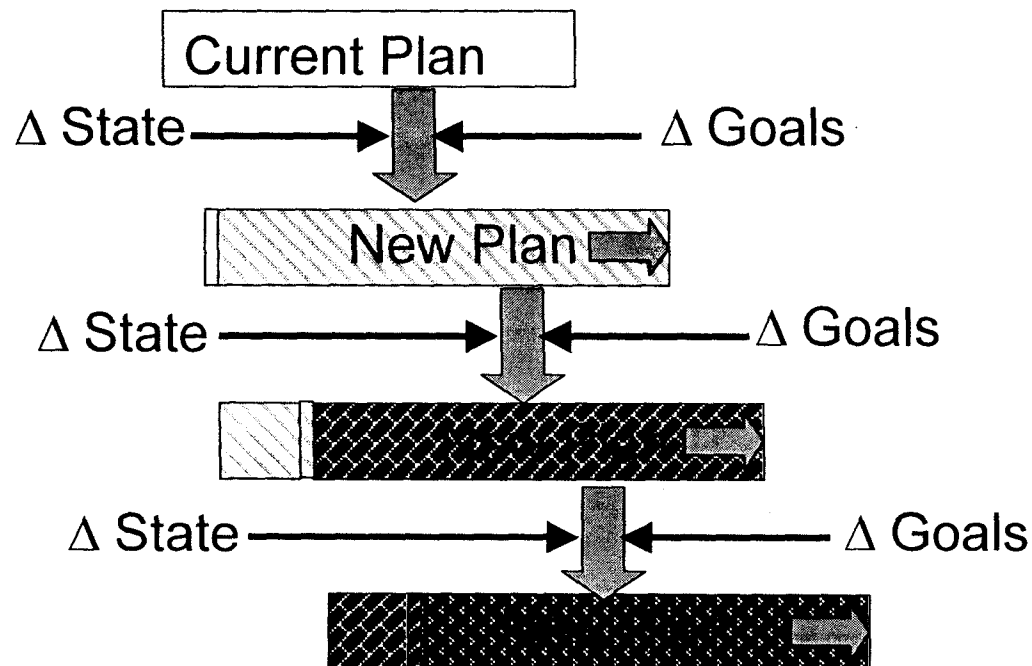 Current Plan
Δ State
Δ Goals
New Plan
Δ State
Δ Goals
Δ State
Δ Goals